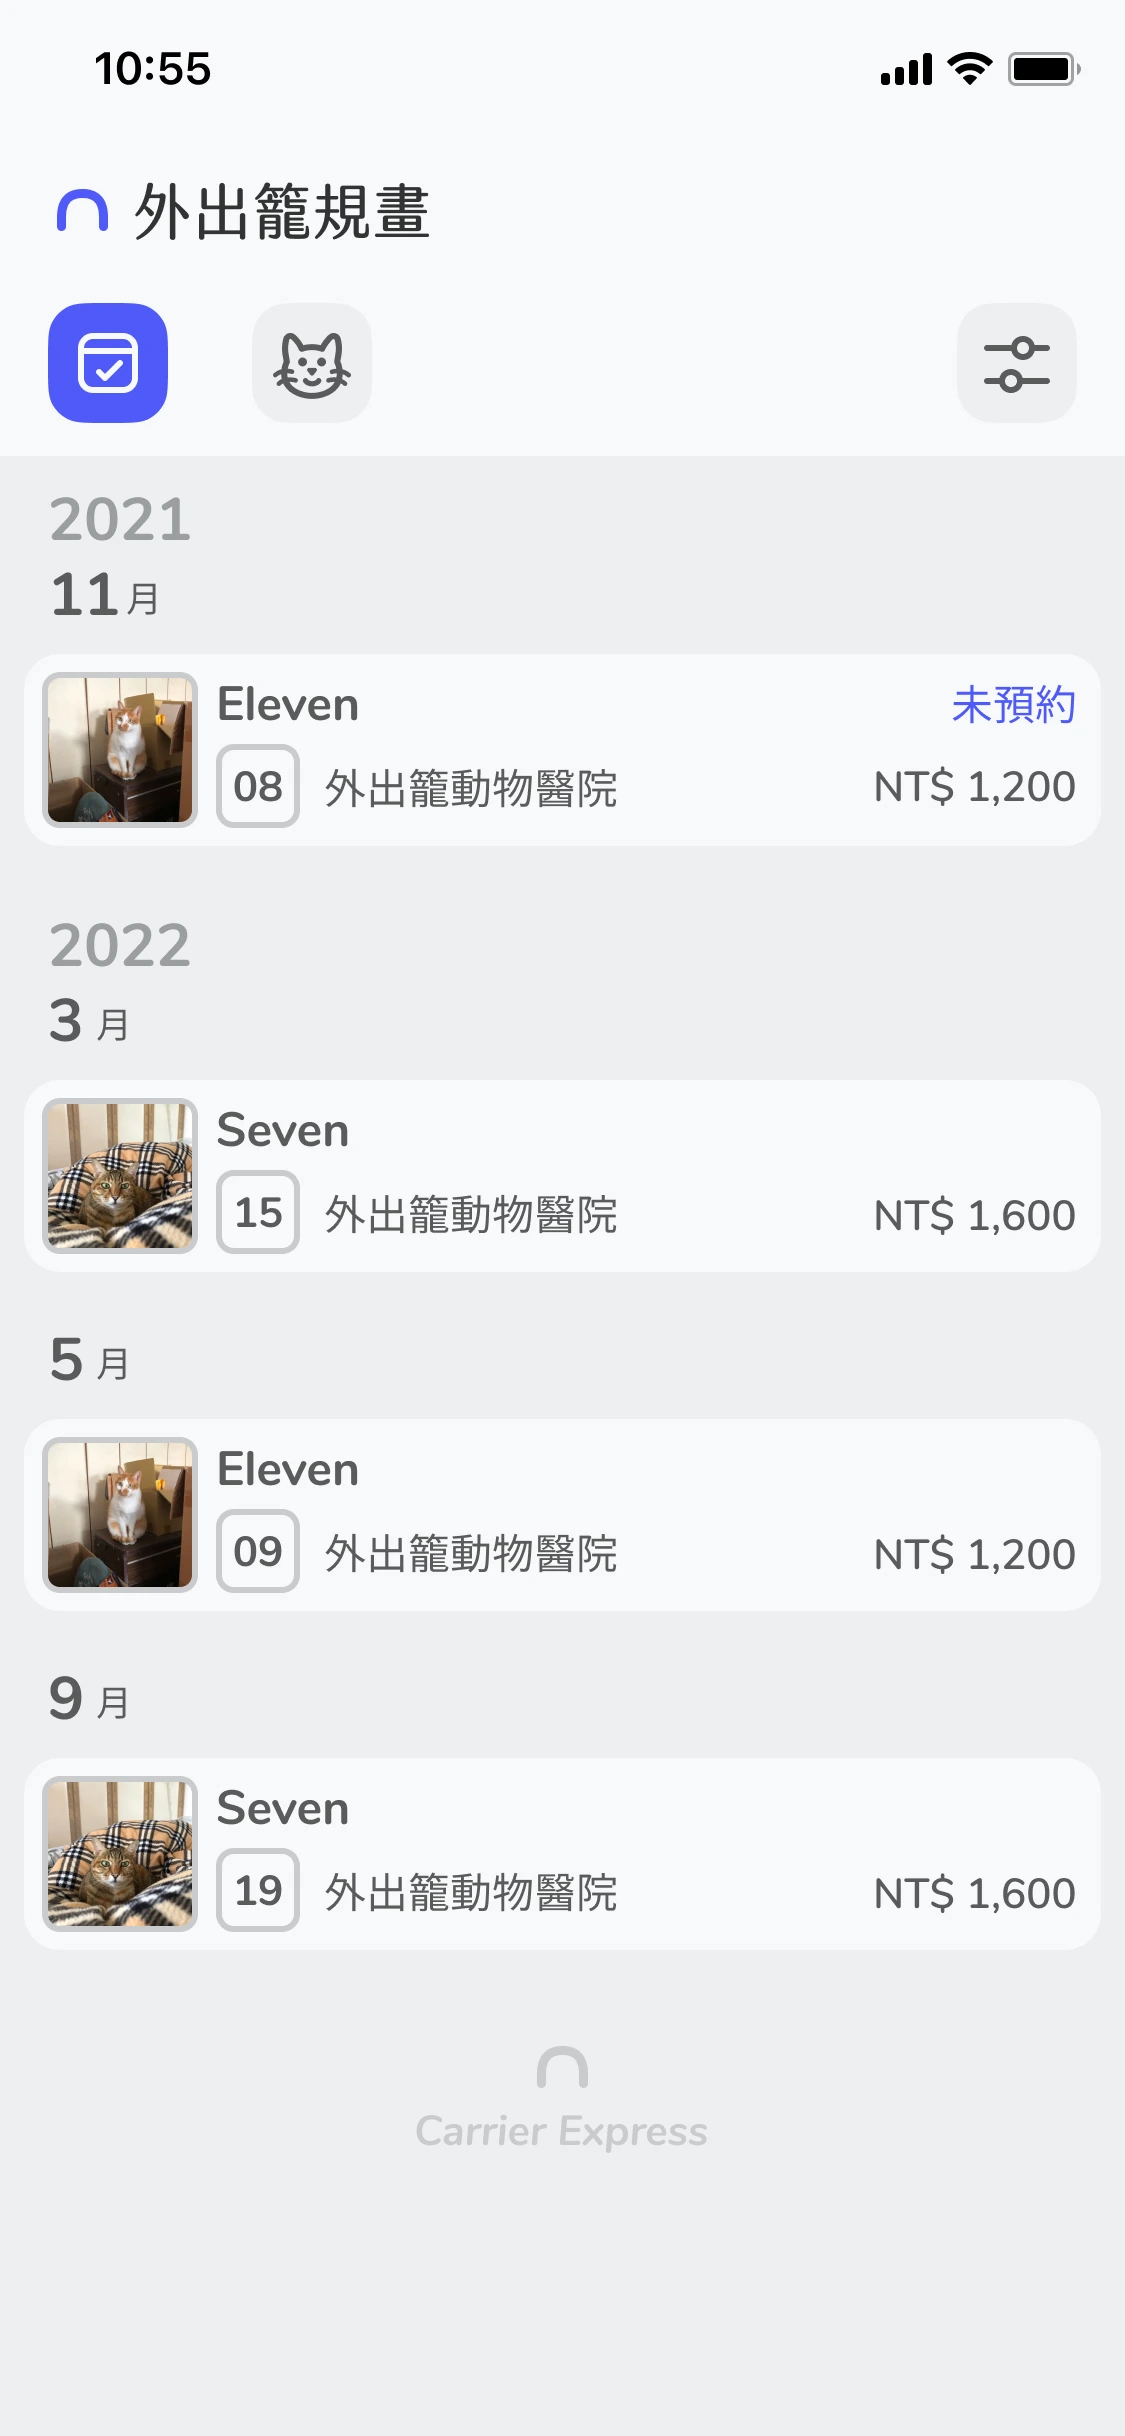 10:55
外出籠規畫
2021
11月
Eleven
未預約
08 外出籠動物醫院 NT$ 1,200
2022
3 月
Seven
15 外出籠動物醫院 NT$ 1,600
5 月
Eleven
09 外出籠動物醫院 NT$ 1,200
9 月
Seven
19 外出籠動物醫院 NT$ 1,600
Carrier Express